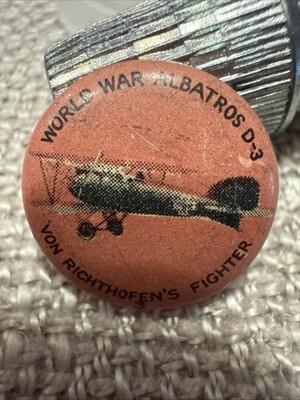 WORLD WAR ALBATROS D-3
VON RICHTHOFEN'S FIGHTER